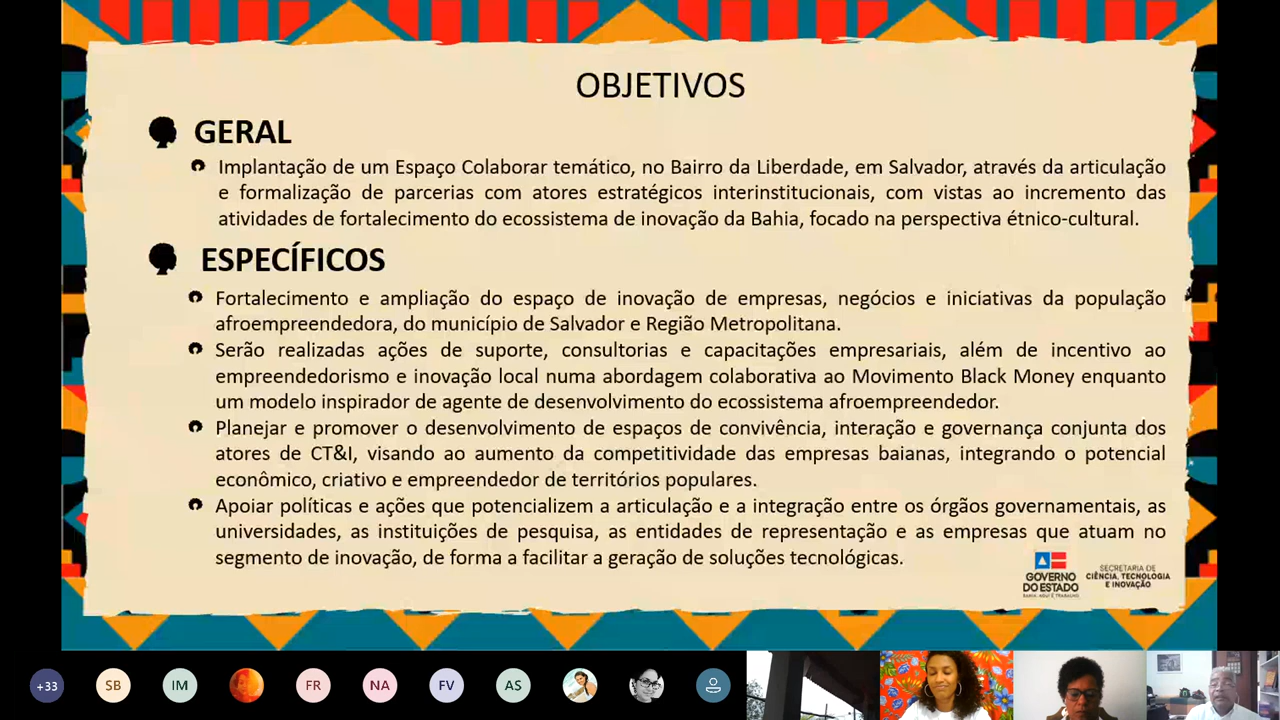 OBJETIVOS
GERAL
Implantação de um Espaço Colaborar temático, no Bairro da Liberdade, em Salvador, através da articulação
e formalização de parcerias com atores estratégicos interinstitucionais, com vistas ao incremento das
atividades de fortalecimento do ecossistema de inovação da Bahia, focado na perspectiva étnico-cultural.
ESPECÍFICOS
Fortalecimento e ampliação do espaço de inovação de empresas, negócios e iniciativas da população
afroempreendedora, do município de Salvador e Região Metropolitana.
Serão realizadas ações de suporte, consultorias e capacitações empresariais, além de incentivo ao
empreendedorismo e inovação local numa abordagem colaborativa ao Movimento Black Money enquanto
um modelo inspirador de agente de desenvolvimento do ecossistema afroempreendedor.
Planejar e promover o desenvolvimento de espaços de convivência, interação e governança conjunta dos
atores de CT&I, visando ao aumento da competitividade das empresas baianas, integrando o potencial
econômico, criativo e empreendedor de territórios populares.
Apoiar políticas e ações que potencializem a articulação e a integração entre os órgãos governamentais, as
universidades, as instituições de pesquisa, as entidades de representação e as empresas que atuam no
segmento de inovação, de forma a facilitar a geração de soluções tecnológicas.
GOVERNO
DO ESTADO
BAHIA. AQUI É TRABALHO
SECRETARIA DE
CIÊNCIA, TECNOLOGIA
E INOVAÇÃO
+33 SB IM FR NA FV AS